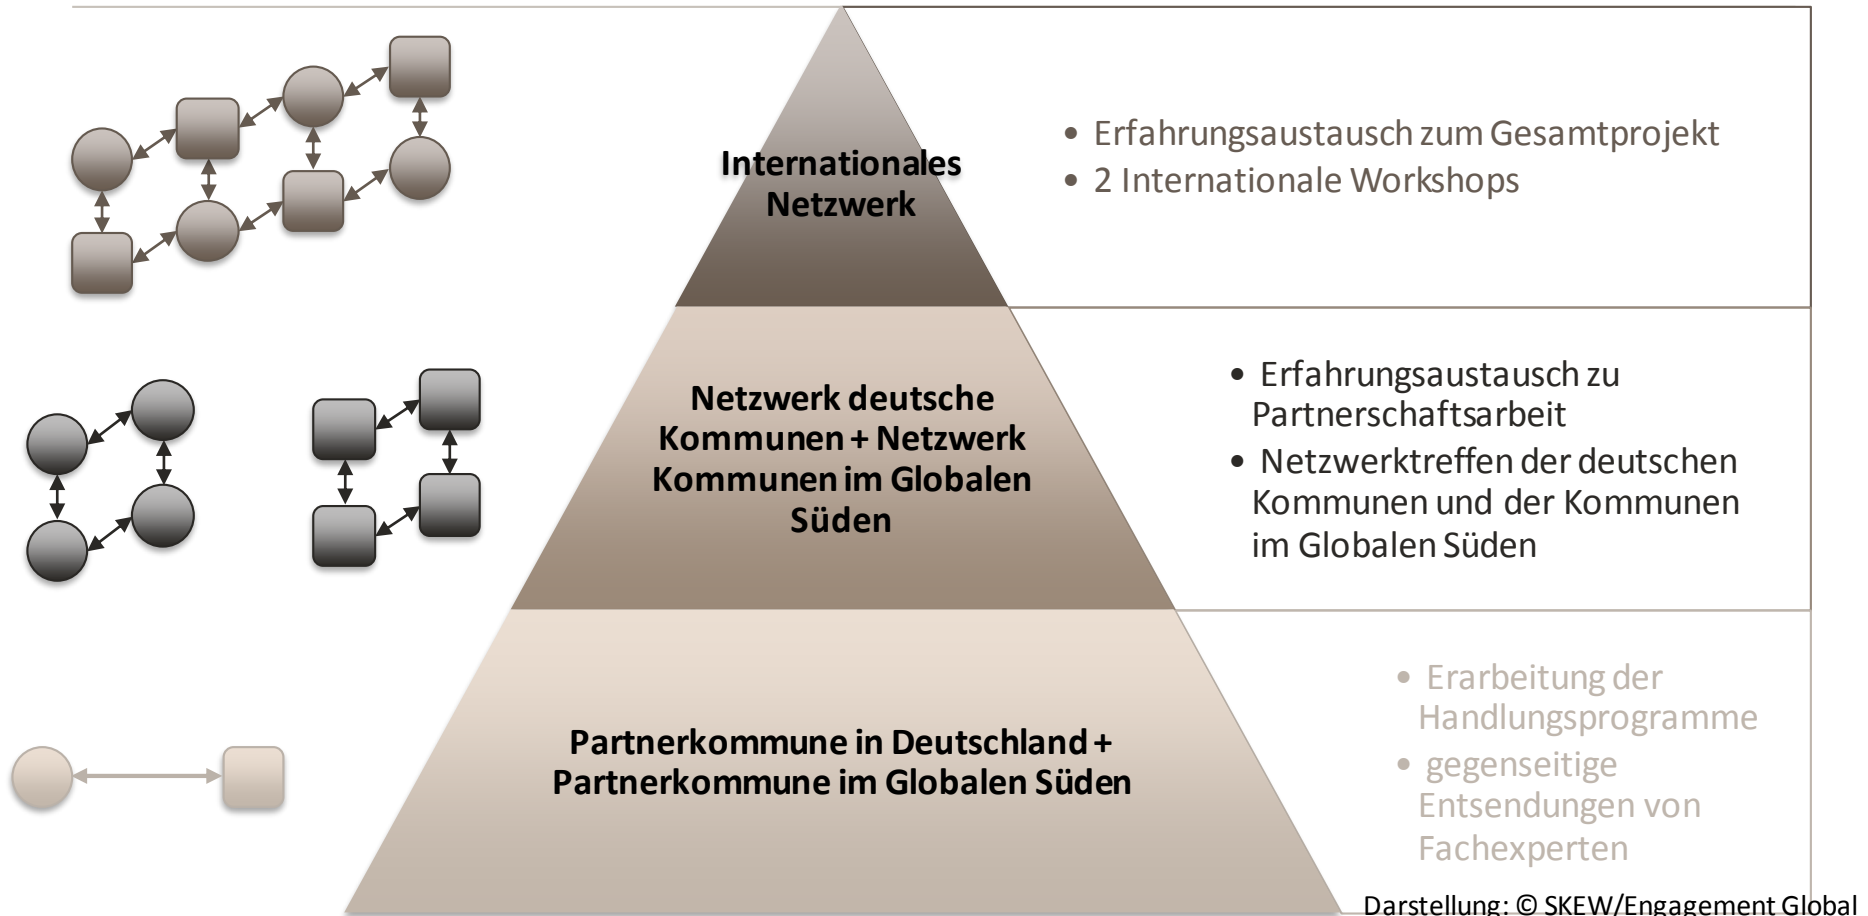 Internationales
Netzwerk
• Erfahrungsaustausch zum Gesamtprojekt
• 2 Internationale Workshops
Netzwerk deutsche
Kommunen + Netzwerk
Kommunen im Globalen
Süden
• Erfahrungsaustausch zu
Partnerschaftsarbeit
• Netzwerktreffen der deutschen
Kommunen und der Kommunen
im Globalen Süden
Partnerkommune in Deutschland +
Partnerkommune im Globalen Süden
• Erarbeitung der
Handlungsprogramme
• gegenseitige
Entsendungen von
Fachexperten
Darstellung: © SKEW/Engagement Global